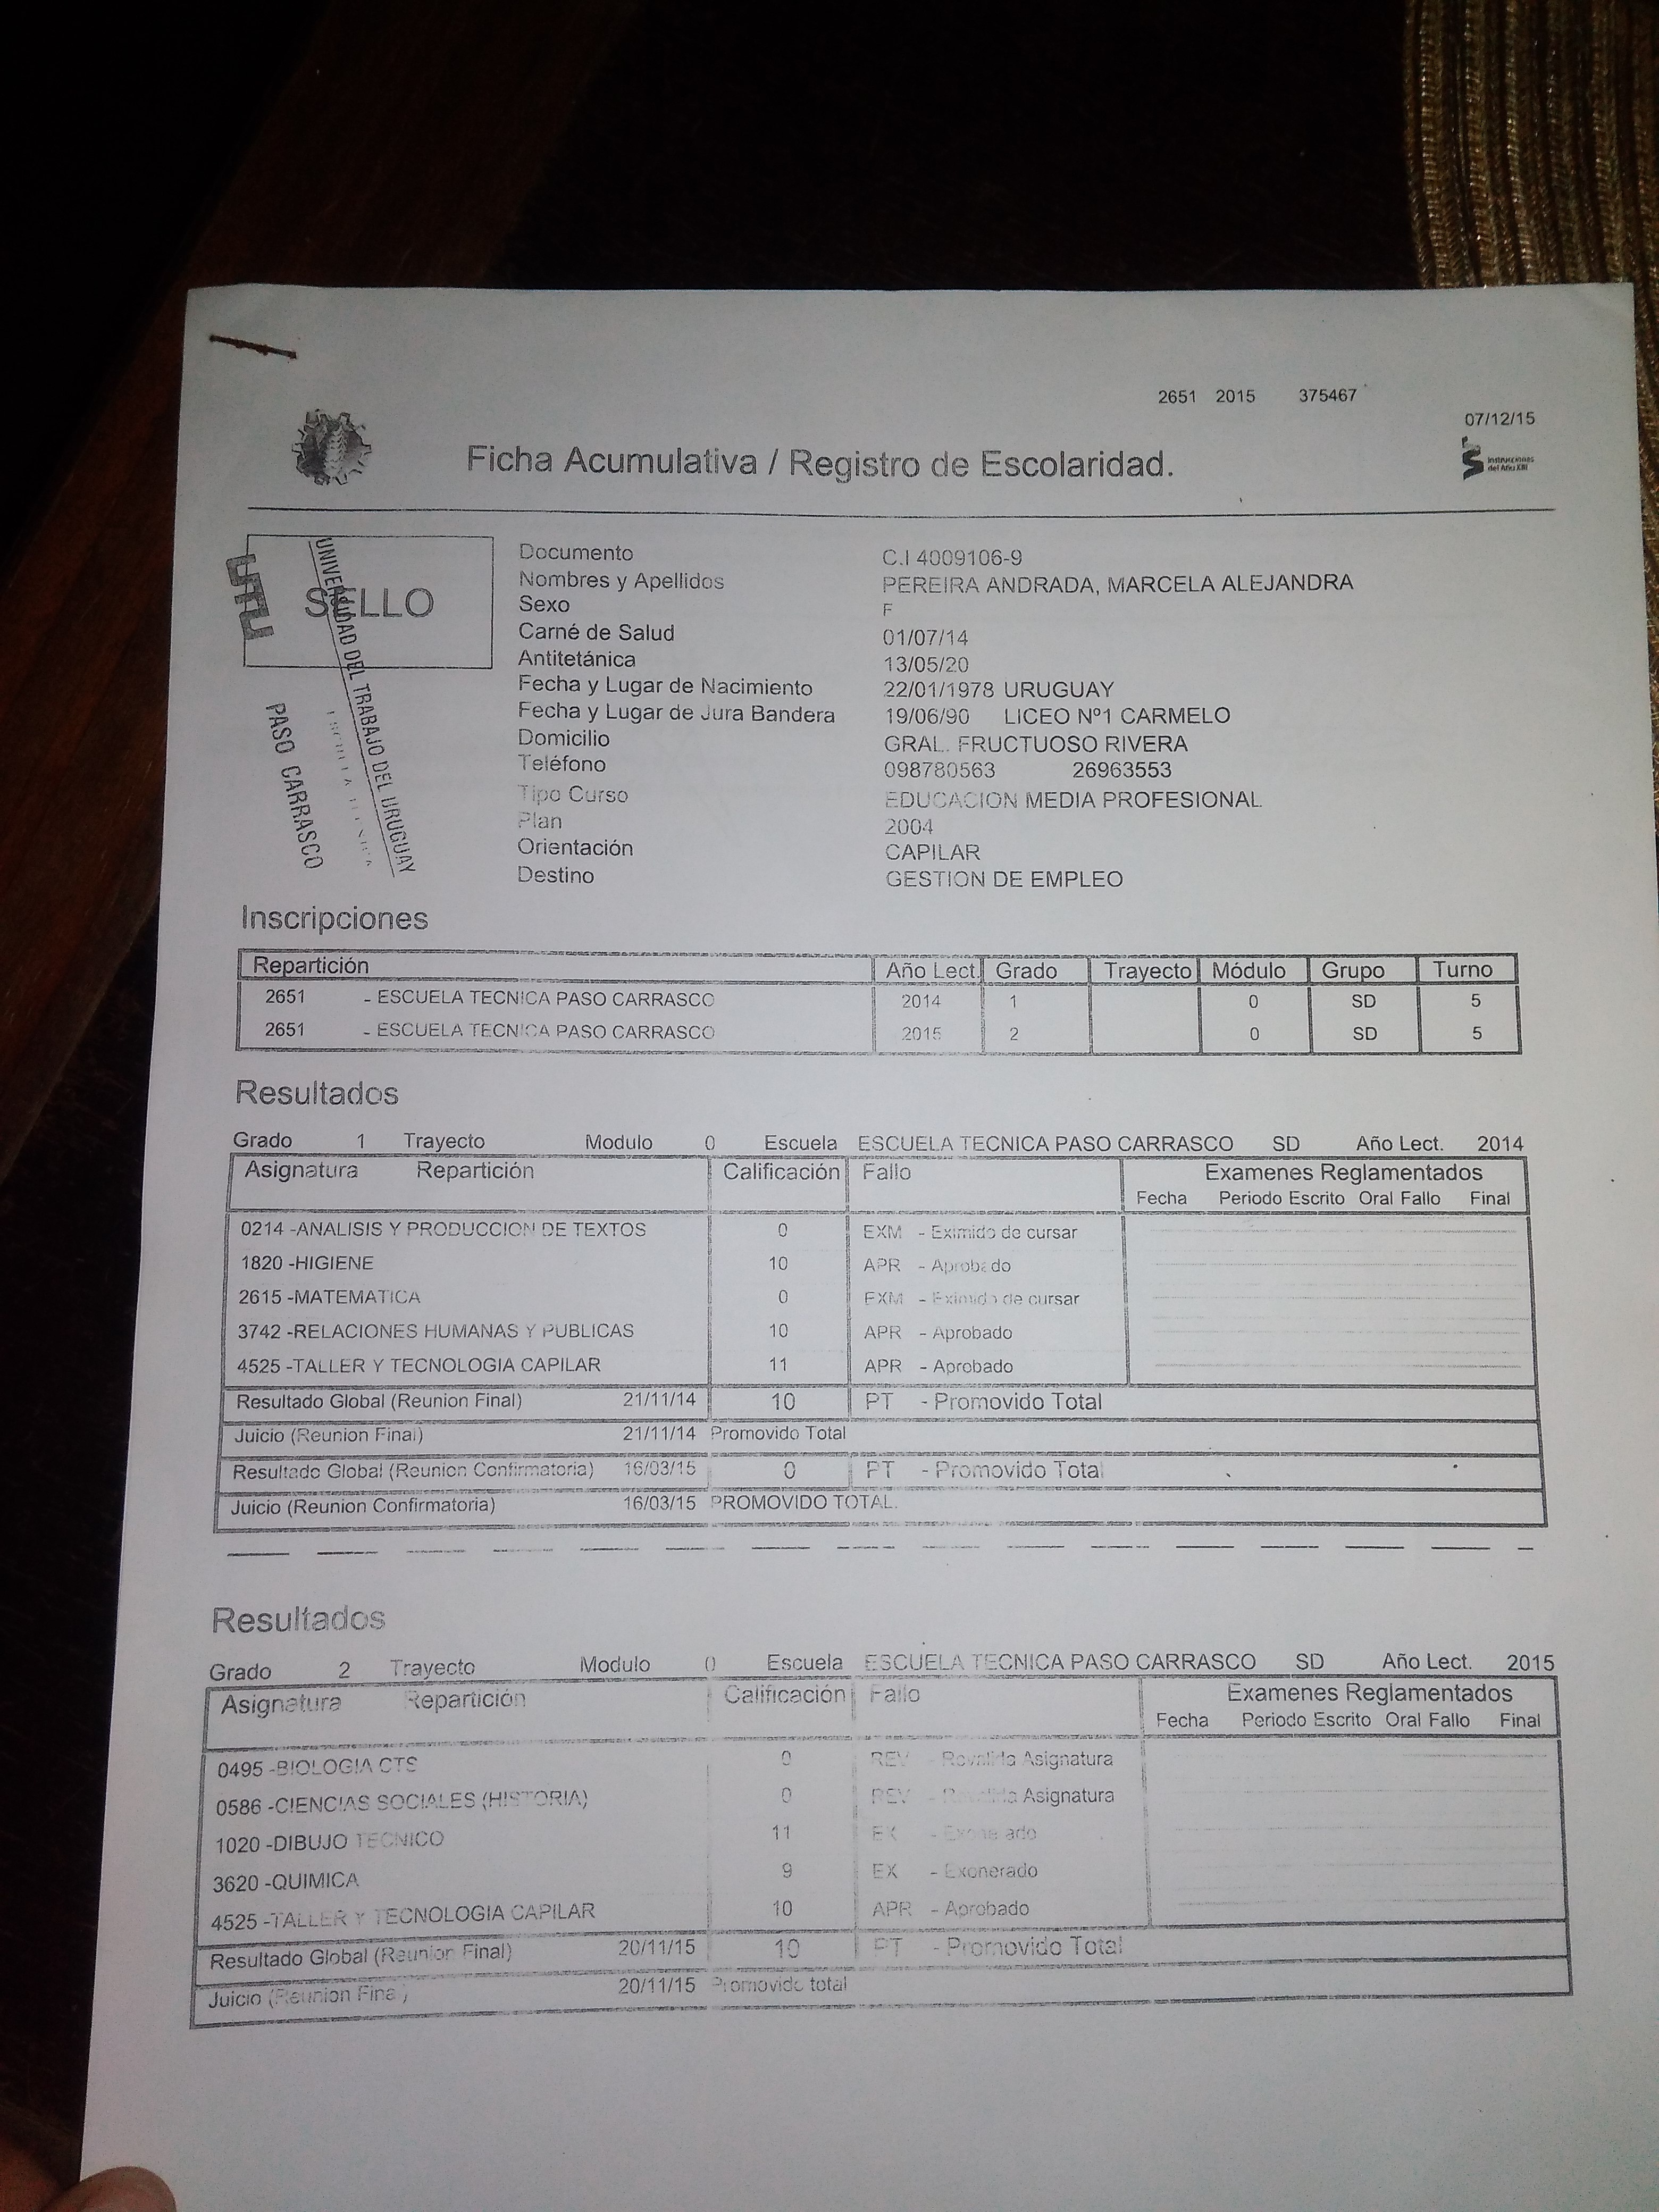 2651 2015 375467
07/12/15
Ficha Acumulativa / Registro de Escolaridad.
Instrucciones
del Año XIII
SELLO
UTU
UNIVERSIDAD DEL TRABAJO DEL URUGUAY
ESCUELA TECNICA
PASO CARRASCO
Documento C.I 4009106-9
Nombres y Apellidos PEREIRA ANDRADA, MARCELA ALEJANDRA
Sexo F
Carné de Salud 01/07/14
Antitetánica 13/05/20
Fecha y Lugar de Nacimiento 22/01/1978 URUGUAY
Fecha y Lugar de Jura Bandera 19/06/90 LICEO Nº1 CARMELO
Domicilio GRAL. FRUCTUOSO RIVERA
Teléfono 098780563 26963553
Tipo Curso EDUCACION MEDIA PROFESIONAL
Plan 2004
Orientación CAPILAR
Destino GESTION DE EMPLEO
Inscripciones
Repartición Año Lect. Grado Trayecto Módulo Grupo Turno
2651 - ESCUELA TECNICA PASO CARRASCO 2014 1 0 SD 5
2651 - ESCUELA TECNICA PASO CARRASCO 2015 2 0 SD 5
Resultados
Grado 1 Trayecto Modulo 0 Escuela ESCUELA TECNICA PASO CARRASCO SD Año Lect. 2014
Asignatura Repartición Calificación Fallo Examenes Reglamentados
Fecha Periodo Escrito Oral Fallo Final
0214 -ANALISIS Y PRODUCCION DE TEXTOS 0 EXM - Eximido de cursar
1820 -HIGIENE 10 APR - Aprobado
2615 -MATEMATICA 0 EXM - Eximido de cursar
3742 -RELACIONES HUMANAS Y PUBLICAS 10 APR - Aprobado
4525 -TALLER Y TECNOLOGIA CAPILAR 11 APR - Aprobado
Resultado Global (Reunion Final) 21/11/14 10 PT - Promovido Total
Juicio (Reunion Final) 21/11/14 Promovido Total
Resultado Global (Reunion Confirmatoria) 16/03/15 0 PT - Promovido Total
Juicio (Reunion Confirmatoria) 16/03/15 PROMOVIDO TOTAL.
Resultados
Grado 2 Trayecto Modulo 0 Escuela ESCUELA TECNICA PASO CARRASCO SD Año Lect. 2015
Asignatura Repartición Calificación Fallo Examenes Reglamentados
Fecha Periodo Escrito Oral Fallo Final
0495 -BIOLOGIA CTS 0 REV - Revalida Asignatura
0586 -CIENCIAS SOCIALES (HISTORIA) 0 REV - Revalida Asignatura
1020 -DIBUJO TECNICO 11 EX - Exonerado
3620 -QUIMICA 9 EX - Exonerado
4525 -TALLER Y TECNOLOGIA CAPILAR 10 APR - Aprobado
Resultado Global (Reunion Final) 20/11/15 10 PT - Promovido Total
Juicio (Reunion Final) 20/11/15 Promovido total